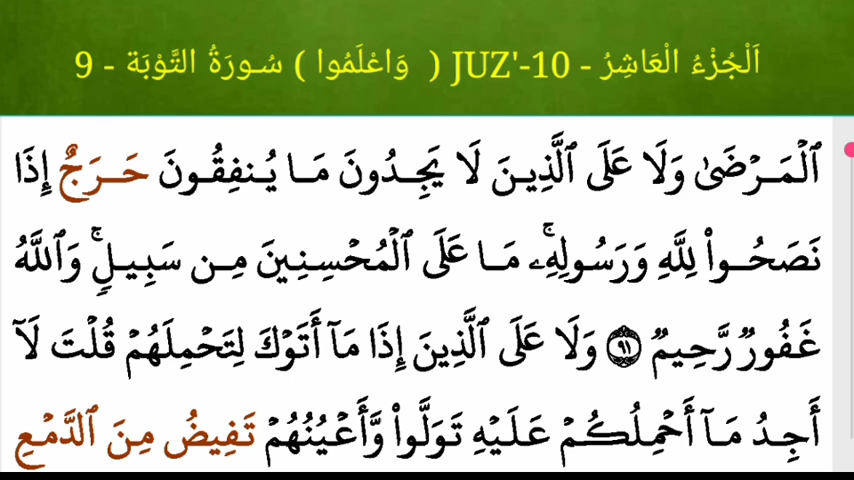 اَلْجُزْءُ الْعَاشِرُ - JUZ'-10 ( وَاعْلَمُوا ) سُورَةُ التَّوْبَة - 9
ٱلْمَرْضَىٰ وَلَا عَلَى ٱلَّذِينَ لَا يَجِدُونَ مَا يُنفِقُونَ حَرَجٌ إِذَا
نَصَحُوا۟ لِلَّهِ وَرَسُولِهِۦۚ مَا عَلَى ٱلْمُحْسِنِينَ مِن سَبِيلٍۚ وَٱللَّهُ
غَفُورٌ رَّحِيمٌ ۝٩١ وَلَا عَلَى ٱلَّذِينَ إِذَا مَآ أَتَوْكَ لِتَحْمِلَهُمْ قُلْتَ لَآ
أَجِدُ مَآ أَحْمِلُكُمْ عَلَيْهِ تَوَلَّوا۟ وَّأَعْيُنُهُمْ تَفِيضُ مِنَ ٱلدَّمْعِ